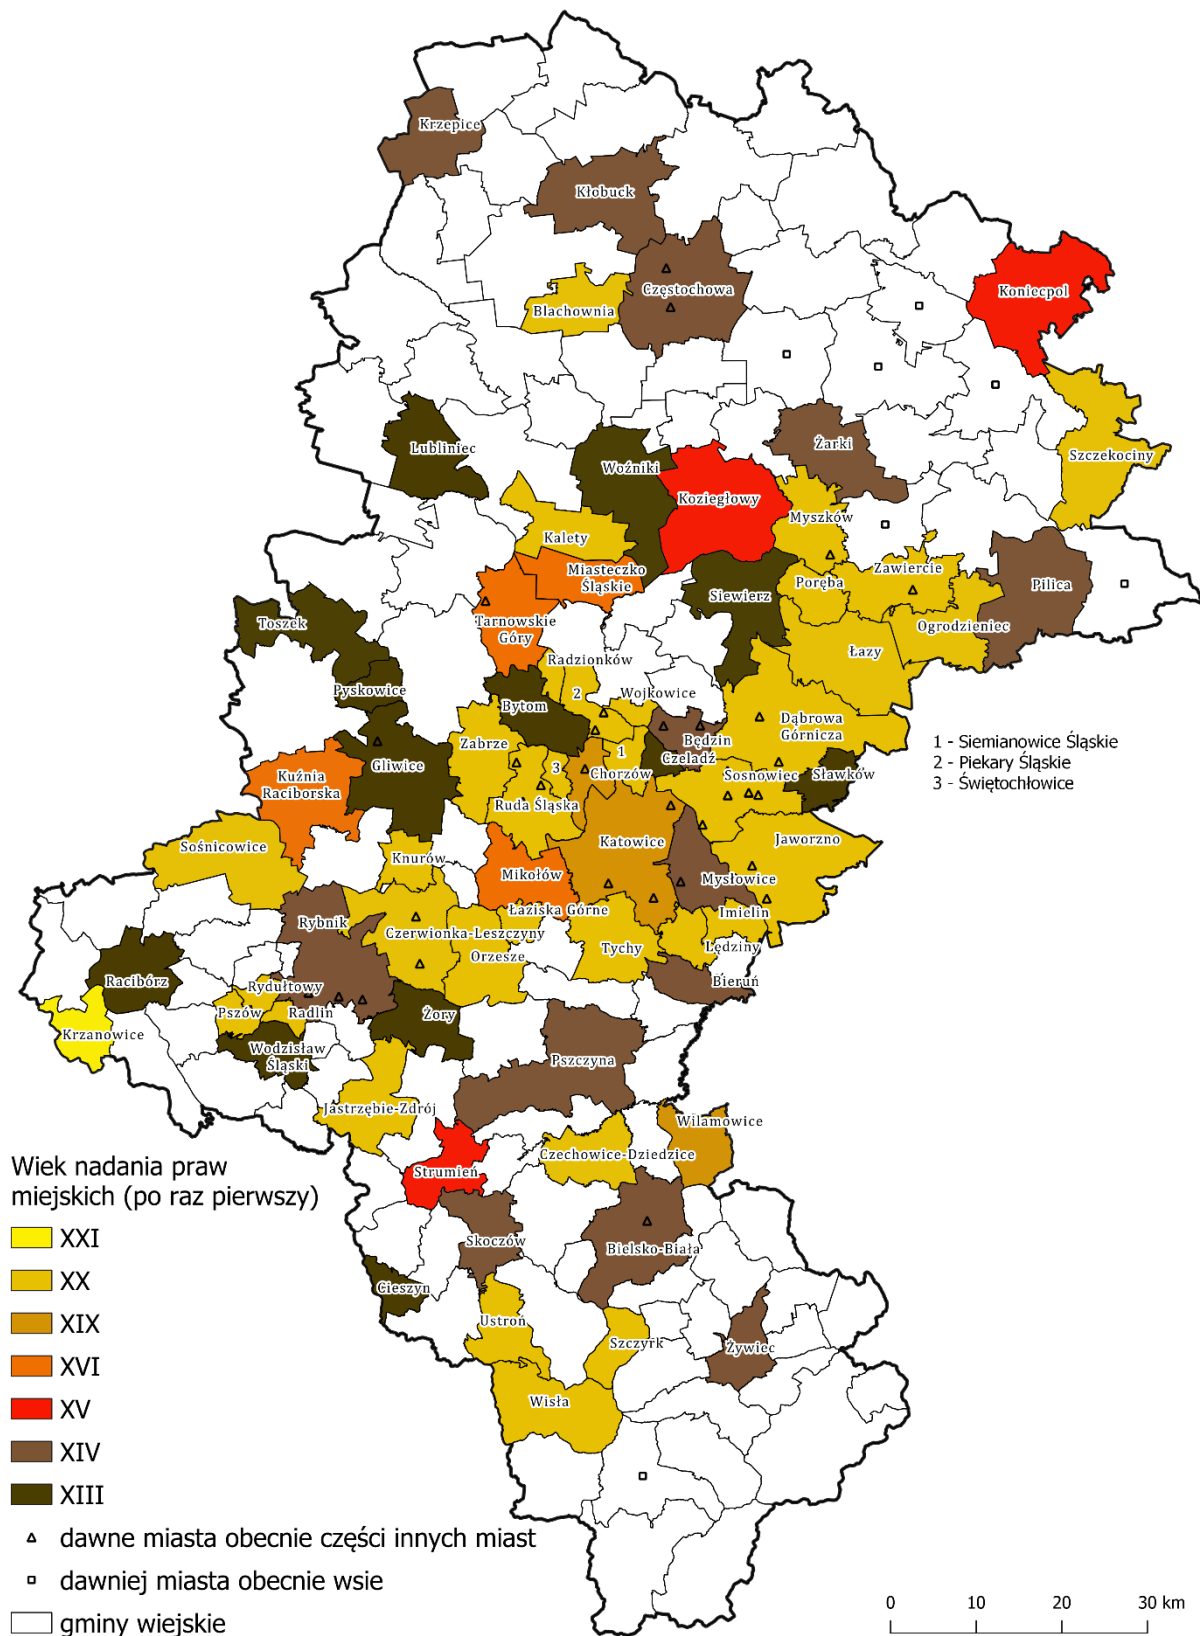 Krzepice
Kłobuck
Częstochowa
Koniecpol
Blachownia
Lubliniec
Żarki
Szczekociny
Woźniki
Koziegłowy
Myszków
Kalety
Zawiercie
Miasteczko
Śląskie
Poręba
Pilica
Siewierz
Toszek
Tarnowskie
Góry
Ogrodzieniec
Radzionków
Łazy
Pyskowice
2
Wojkowice
Bytom
Dąbrowa
Górnicza
Zabrze
Będzin
1
Czeladź
Gliwice
3
Chorzów
Sosnowiec
Sławków
Kuźnia
Raciborska
Ruda Śląska
1 - Siemianowice Śląskie
2 - Piekary Śląskie
3 - Świętochłowice
Sośnicowice
Katowice
Jaworzno
Knurów
Mikołów
Mysłowice
Łaziska Górne
Imielin
Rybnik
Czerwionka-Leszczyny
Orzesze
Tychy
Lędziny
Racibórz
Rydułtowy
Bieruń
Pszów
Radlin
Żory
Krzanowice
Wodzisław
Śląski
Pszczyna
Jastrzębie-Zdrój
Wilamowice
Czechowice-Dziedzice
Strumień
Skoczów
Bielsko-Biała
Cieszyn
Ustroń
Szczyrk
Żywiec
Wisła
Wiek nadania praw
miejskich (po raz pierwszy)
XXI
XX
XIX
XVI
XV
XIV
XIII
dawne miasta obecnie części innych miast
dawniej miasta obecnie wsie
gminy wiejskie
0 10 20 30 km